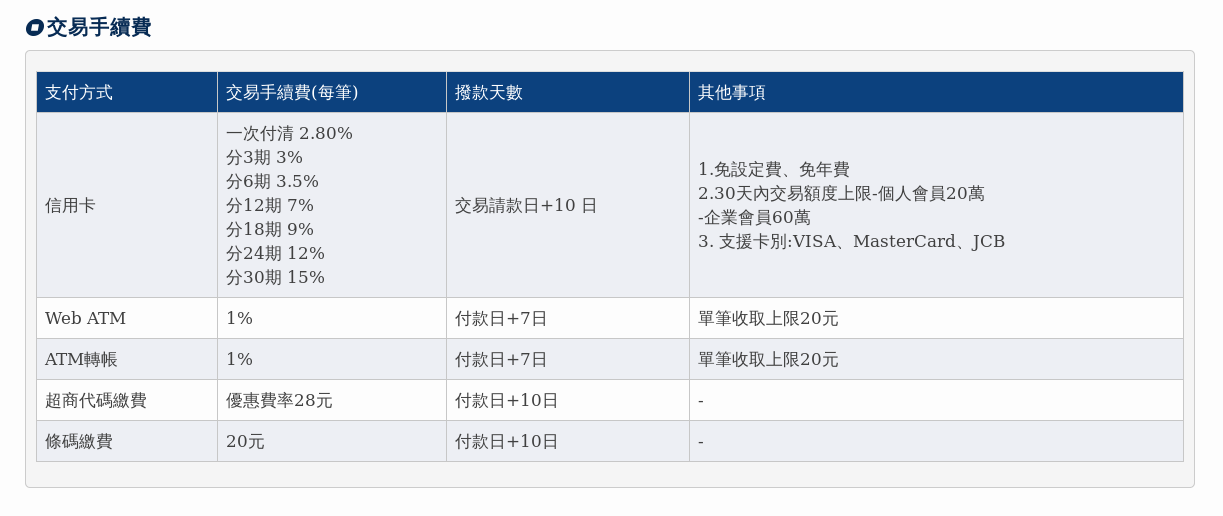 交易手續費
支付方式 交易手續費(每筆) 撥款天數 其他事項
信用卡
一次付清 2.80%
分3期 3%
分6期 3.5%
分12期 7%
分18期 9%
分24期 12%
分30期 15%
交易請款日+10 日
1.免設定費、免年費
2.30天內交易額度上限-個人會員20萬
-企業會員60萬
3. 支援卡別:VISA、MasterCard、JCB
Web ATM 1% 付款日+7日 單筆收取上限20元
ATM轉帳 1% 付款日+7日 單筆收取上限20元
超商代碼繳費 優惠費率28元 付款日+10日 -
條碼繳費 20元 付款日+10日 -